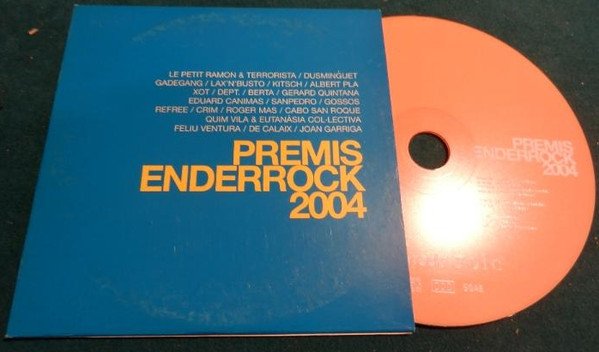 LE PETIT RAMON & TERRORISTA / DUSMINGUET
GADEGANG / LAX'N'BUSTO / KITSCH / ALBERT PLA
XOT / DEPT. / BERTA / GERARD QUINTANA
EDUARD CANIMAS / SANPEDRO / GOSSOS
REFREE / CRIM / ROGER MAS / CABO SAN ROQUE
QUIM VILA & EUTANÀSIA COL·LECTIVA
FELIU VENTURA / DE CALAIX / JOAN GARRIGA
PREMIS
ENDERROCK
2004
PREMIS
ENDERROCK
2004